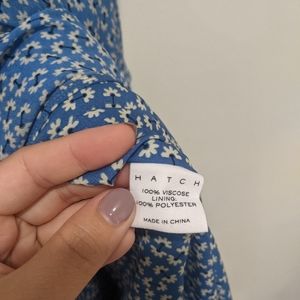 HATCH
100% VISCOSE
LINING:
100% POLYESTER
MADE IN CHINA